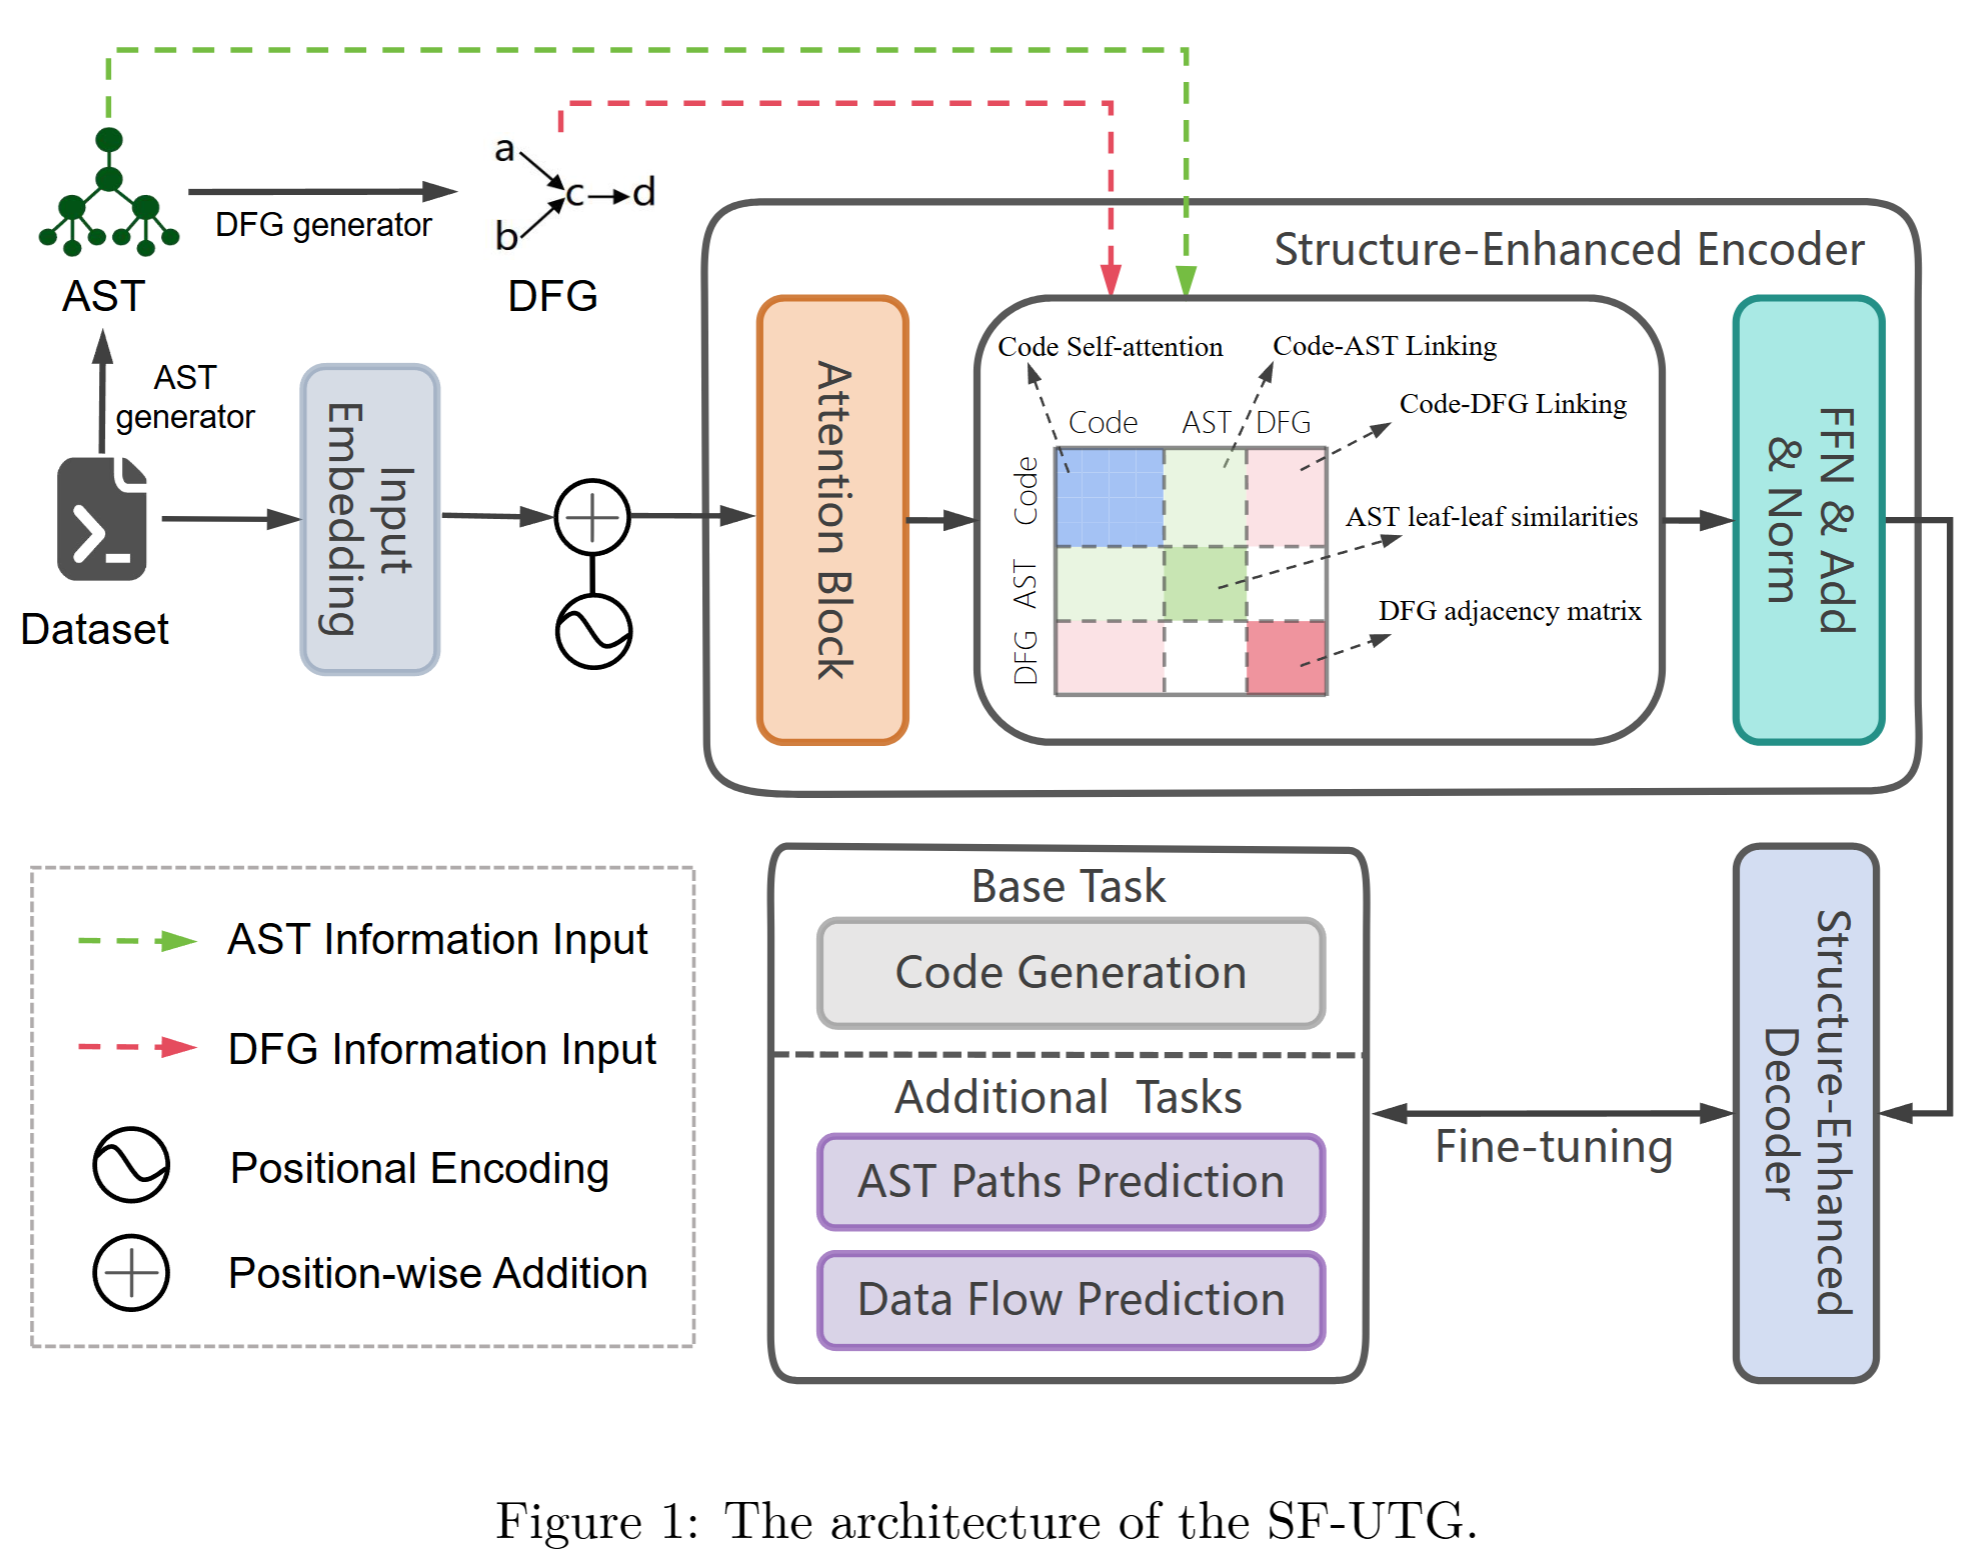 a
c
d
b
DFG generator
AST
DFG
AST
generator
Dataset
Input
Embedding
Structure-Enhanced Encoder
Attention Block
Code Self-attention
Code-AST Linking
Code-DFG Linking
Code
AST
DFG
Code
AST
DFG
AST leaf-leaf similarities
DFG adjacency matrix
FFN & Add
& Norm
AST Information Input
DFG Information Input
Positional Encoding
Position-wise Addition
Base Task
Code Generation
Additional Tasks
AST Paths Prediction
Data Flow Prediction
Fine-tuning
Structure-Enhanced
Decoder
Figure 1: The architecture of the SF-UTG.